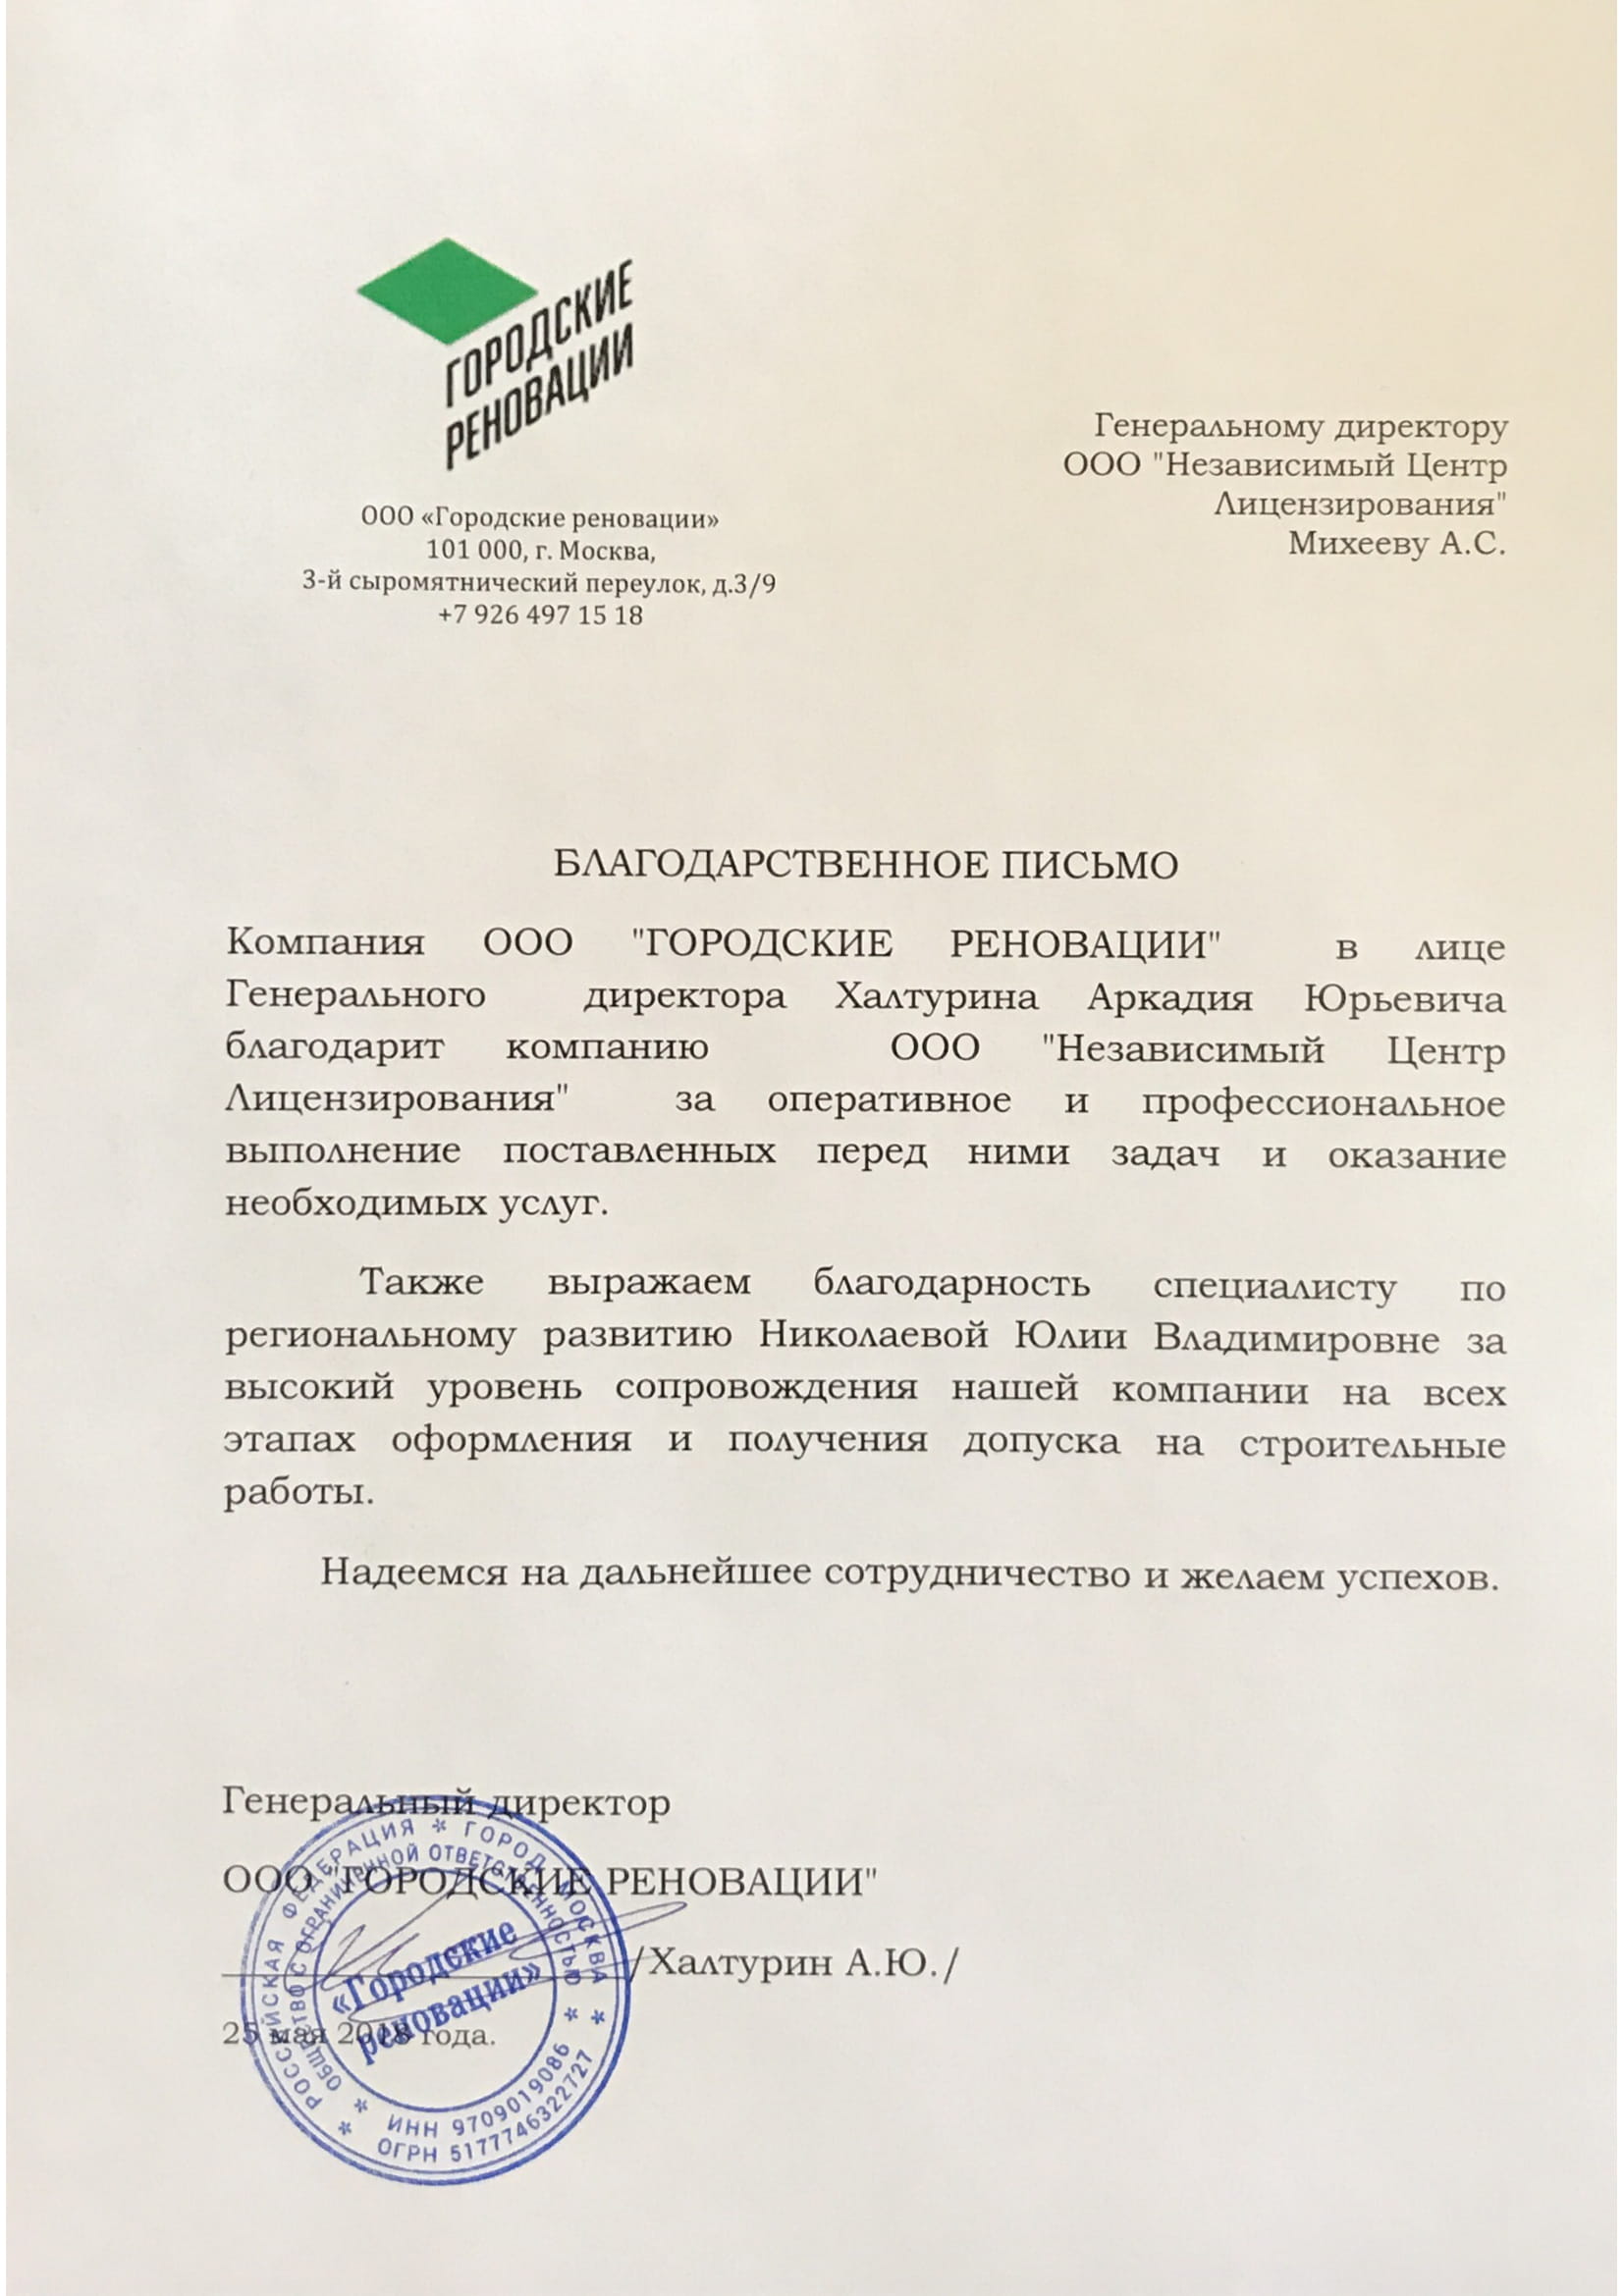 ГОРОДСКИЕ
РЕНОВАЦИИ
ООО «Городские реновации»
101 000, г. Москва,
3-й сыромятнический переулок, д.3/9
+7 926 497 15 18
Генеральному директору
ООО "Независимый Центр
Лицензирования"
Михееву А.С.
БЛАГОДАРСТВЕННОЕ ПИСЬМО
Компания ООО "ГОРОДСКИЕ РЕНОВАЦИИ" в лице
Генерального директора Халтурина Аркадия Юрьевича
благодарит компанию ООО "Независимый Центр
Лицензирования" за оперативное и профессиональное
выполнение поставленных перед ними задач и оказание
необходимых услуг.
Также выражаем благодарность специалисту по
региональному развитию Николаевой Юлии Владимировне за
высокий уровень сопровождения нашей компании на всех
этапах оформления и получения допуска на строительные
работы.
Надеемся на дальнейшее сотрудничество и желаем успехов.
Генеральный директор
ООО "ГОРОДСКИЕ РЕНОВАЦИИ"
/Халтурин А.Ю./
25 мая 2018 года.
РОССИЙСКАЯ ФЕДЕРАЦИЯ * ГОРОД МОСКВА *
ОБЩЕСТВО С ОГРАНИЧЕННОЙ ОТВЕТСТВЕННОСТЬЮ *
«Городские
реновации»
* ИНН 9709019086
* ОГРН 5177746322727